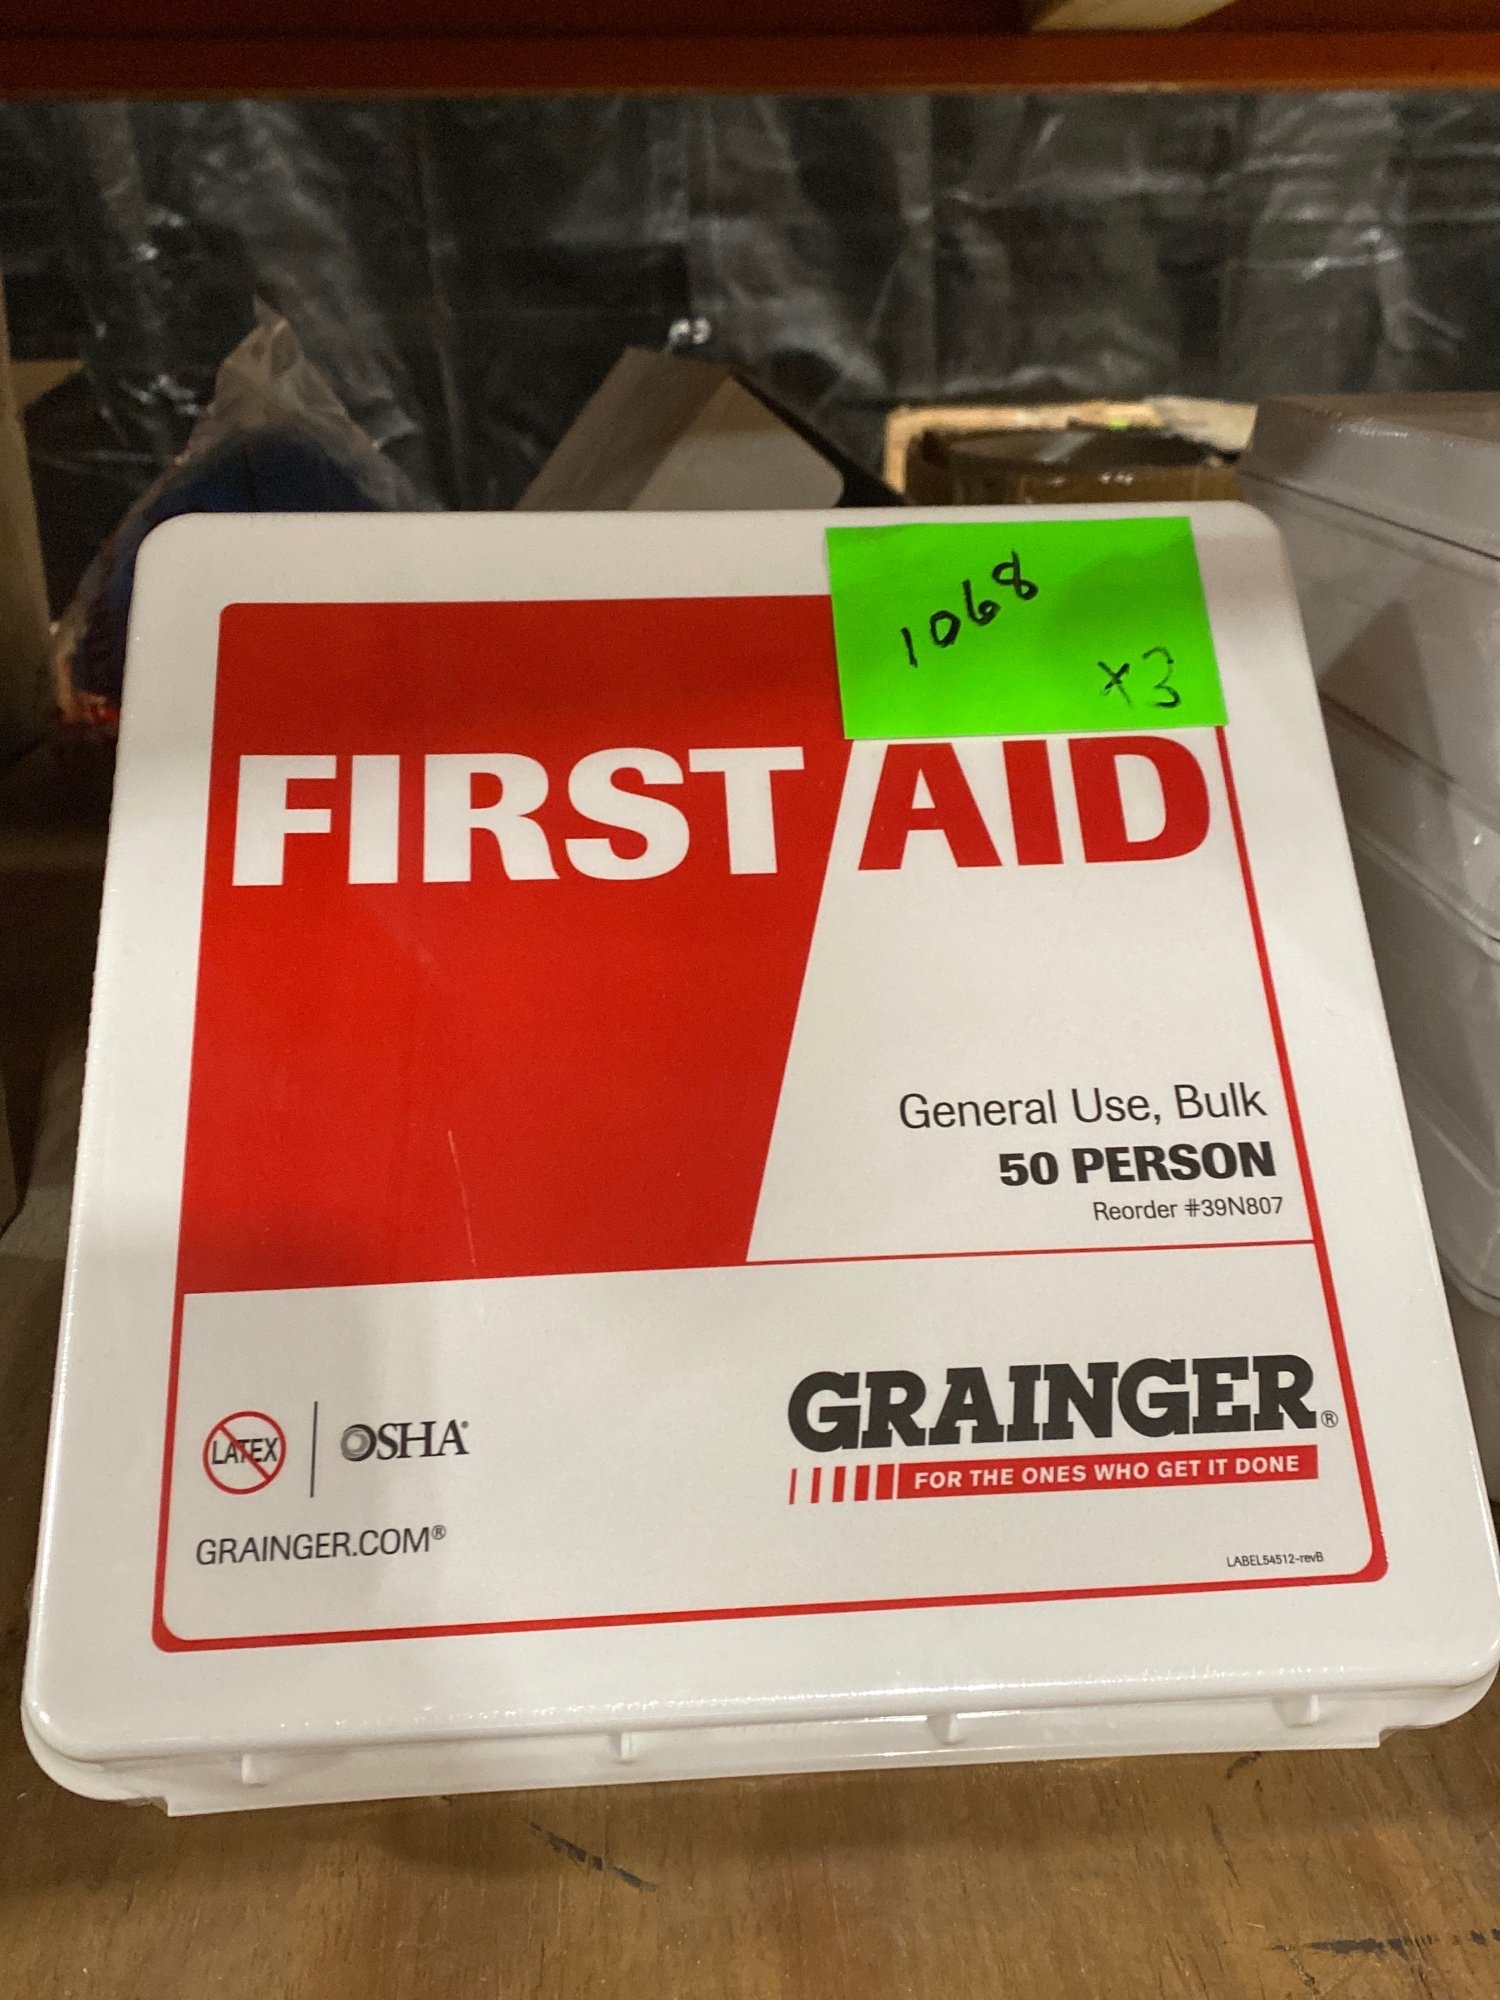 1068
x3
FIRST AID
General Use, Bulk
50 PERSON
Reorder #39N807
LATEX
OSHA®
GRAINGER.COM®
GRAINGER®
FOR THE ONES WHO GET IT DONE
LABEL54512-revB